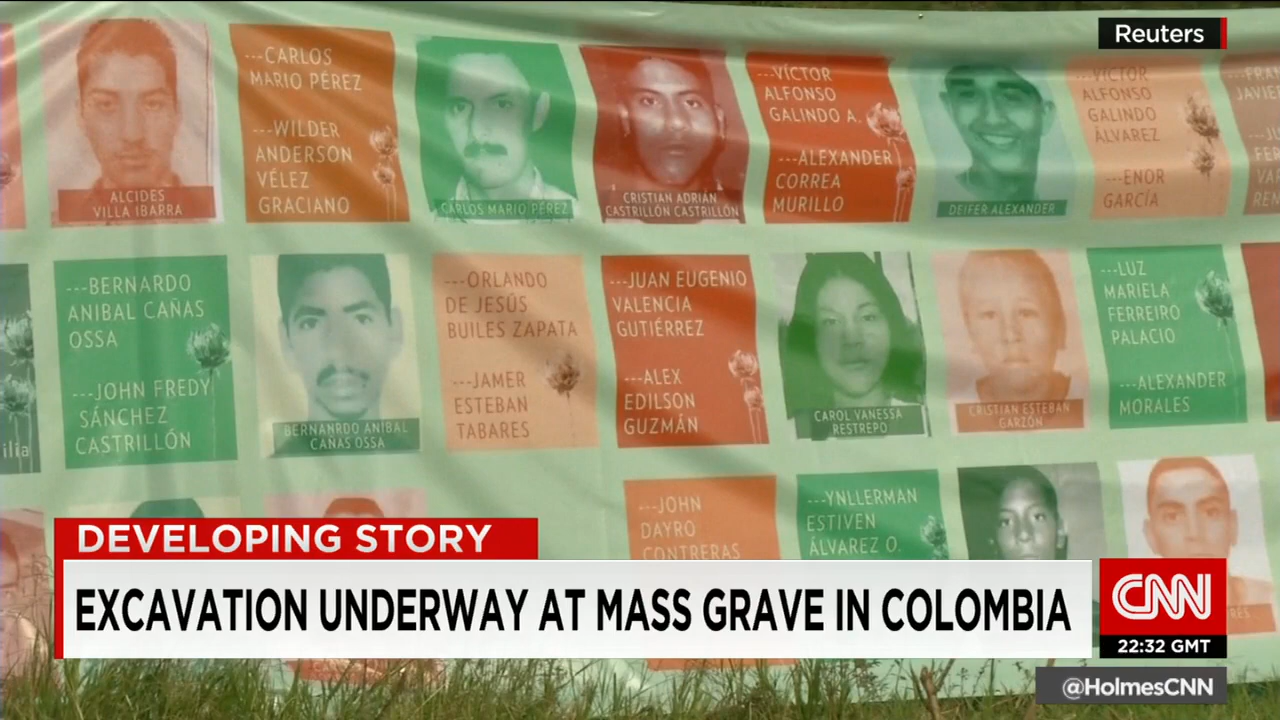 Reuters
---CARLOS
MARIO PÉREZ
---WILDER
ANDERSON
VÉLEZ
GRACIANO
ALCIDES
VILLA IBARRA
CARLOS MARIO PÉREZ
CRISTIAN ADRIÁN
CASTRILLÓN CASTRILLÓN
---VÍCTOR
ALFONSO
GALINDO A.
---ALEXANDER
CORREA
MURILLO
DEIFER ALEXANDER
---VÍCTOR
ALFONSO
GALINDO
ÁLVAREZ
---ENOR
GARCÍA
---BERNARDO
ANIBAL CAÑAS
OSSA
---JOHN FREDY
SÁNCHEZ
CASTRILLÓN
BERNANRDO ANIBAL
CAÑAS OSSA
---ORLANDO
DE JESÚS
BUILES ZAPATA
---JAMER
ESTEBAN
TABARES
---JUAN EUGENIO
VALENCIA
GUTIÉRREZ
---ALEX
EDILSON
GUZMÁN
CAROL VANESSA
RESTREPO
CRISTIAN ESTEBAN
GARZÓN
---LUZ
MARIELA
FERREIRO
PALACIO
---ALEXANDER
MORALES
---JOHN
DAYRO
CONTRERAS
---YNLLERMAN
ESTIVEN
ÁLVAREZ O.
DEVELOPING STORY
EXCAVATION UNDERWAY AT MASS GRAVE IN COLOMBIA
CNN
22:32 GMT
@HolmesCNN